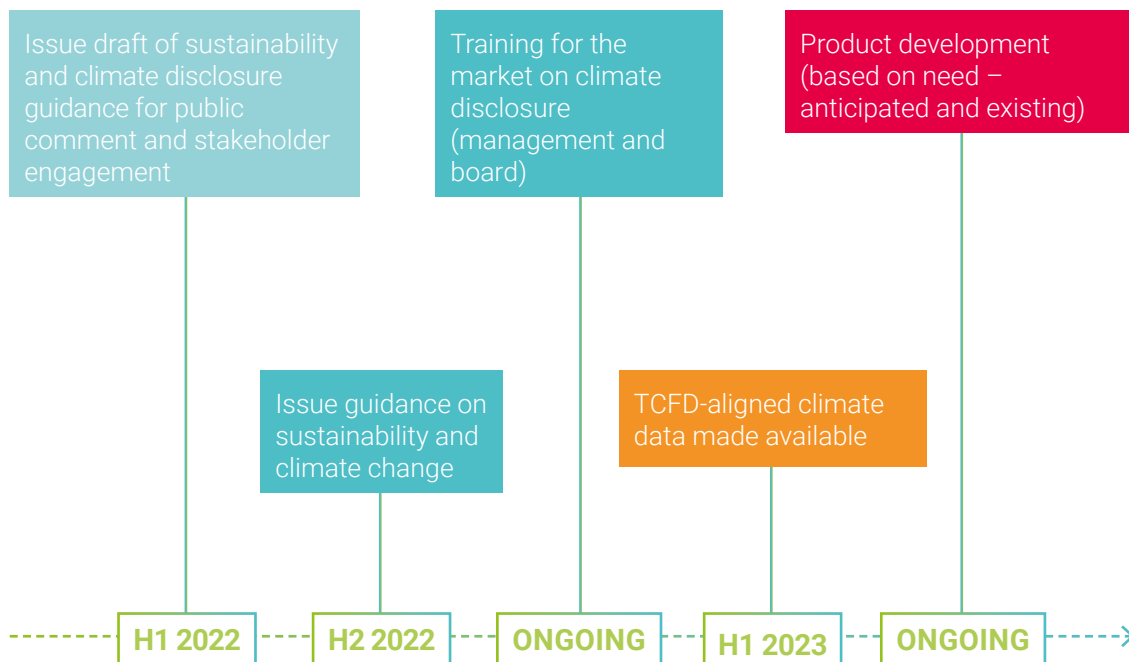 Issue draft of sustainability
and climate disclosure
guidance for public
comment and stakeholder
engagement
Training for the
market on climate
disclosure
(management and
board)
Product development
(based on need –
anticipated and existing)
Issue guidance on
sustainability and
climate change
TCFD-aligned climate
data made available
H1 2022
H2 2022
ONGOING
H1 2023
ONGOING